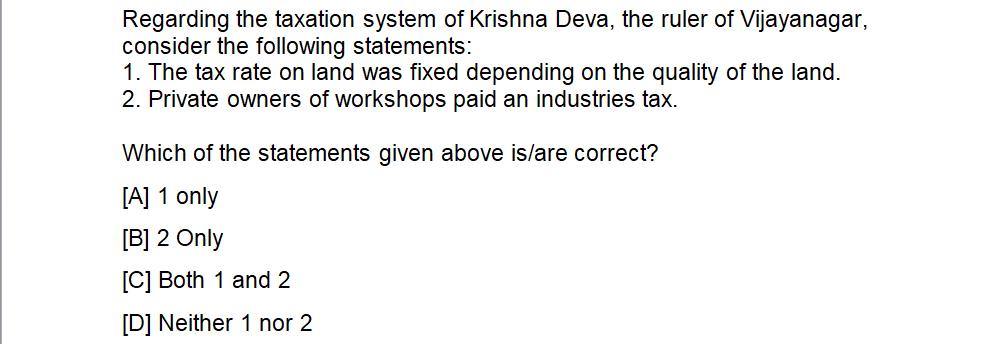 Regarding the taxation system of Krishna Deva, the ruler of Vijayanagar,
consider the following statements:
1. The tax rate on land was fixed depending on the quality of the land.
2. Private owners of workshops paid an industries tax.
Which of the statements given above is/are correct?
[A] 1 only
[B] 2 Only
[C] Both 1 and 2
[D] Neither 1 nor 2